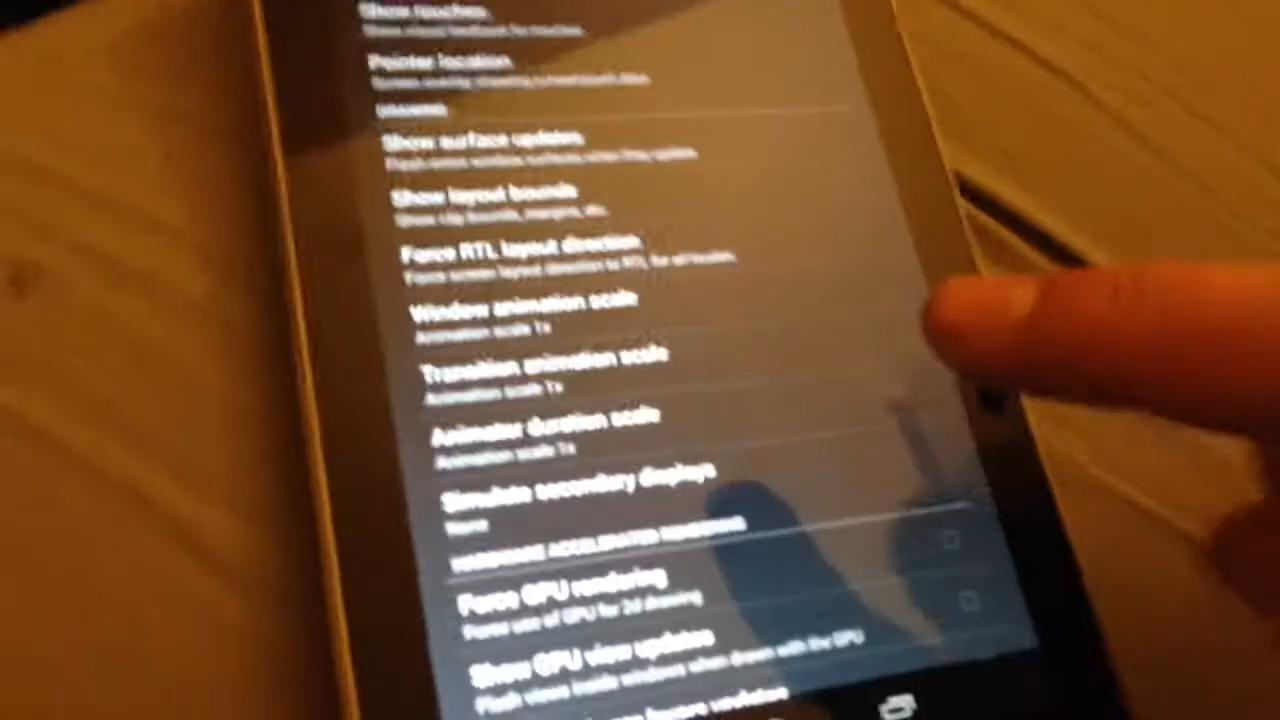 Show touches
Show visual feedback for touches
Pointer location
Screen overlay showing current touch data
DRAWING
Show surface updates
Flash entire window surfaces when they update
Show layout bounds
Show clip bounds, margins, etc.
Force RTL layout direction
Force screen layout direction to RTL for all locales
Window animation scale
Animation scale 1x
Transition animation scale
Animation scale 1x
Animator duration scale
Animation scale 1x
Simulate secondary displays
None
HARDWARE ACCELERATED RENDERING
Force GPU rendering
Force use of GPU for 2d drawing
Show GPU view updates
Flash views inside windows when drawn with the GPU
layers updates